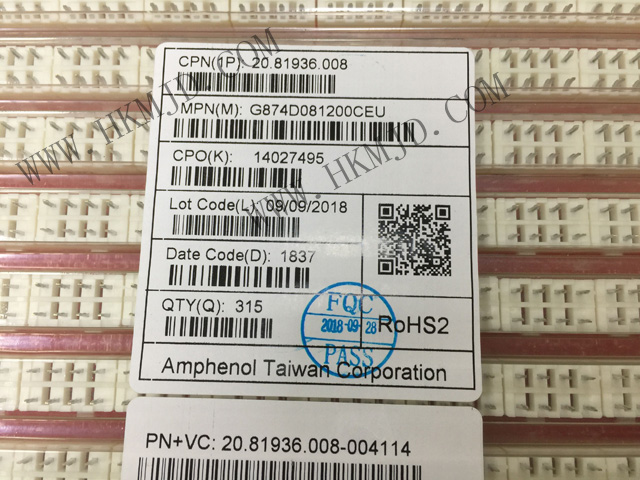 CPN(1P): 20.81936.008
MPN(M): G874D081200CEU
CPO(K): 14027495
Lot Code(L): 09/09/2018
Date Code(D): 1837
QTY(Q): 315
FQC
2018-09-28
PASS
RoHS2
Amphenol Taiwan Corporation
PN+VC: 20.81936.008-004114
WWW.HKMJD.COM
WWW.HKMJD.COM